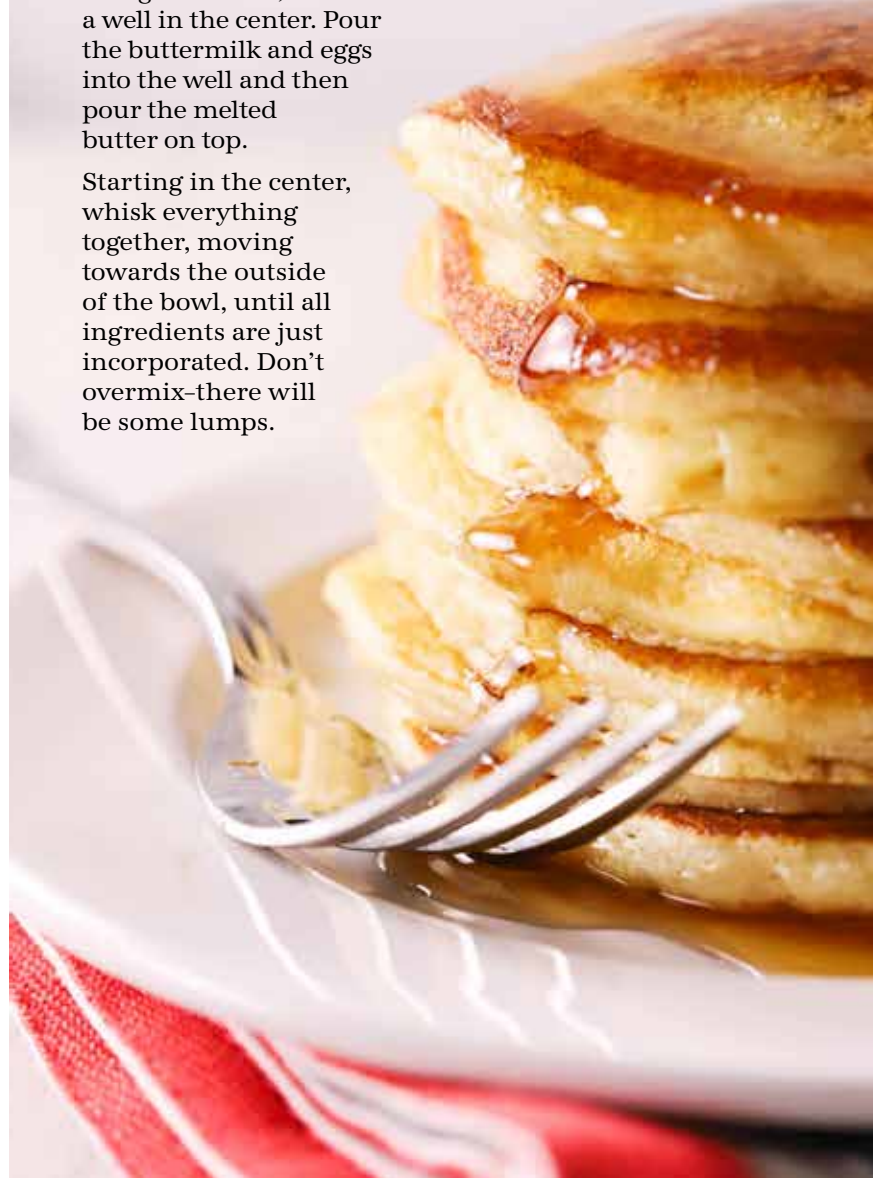 a well in the center. Pour
the buttermilk and eggs
into the well and then
pour the melted
butter on top.
Starting in the center,
whisk everything
together, moving
towards the outside
of the bowl, until all
ingredients are just
incorporated. Don’t
overmix–there will
be some lumps.